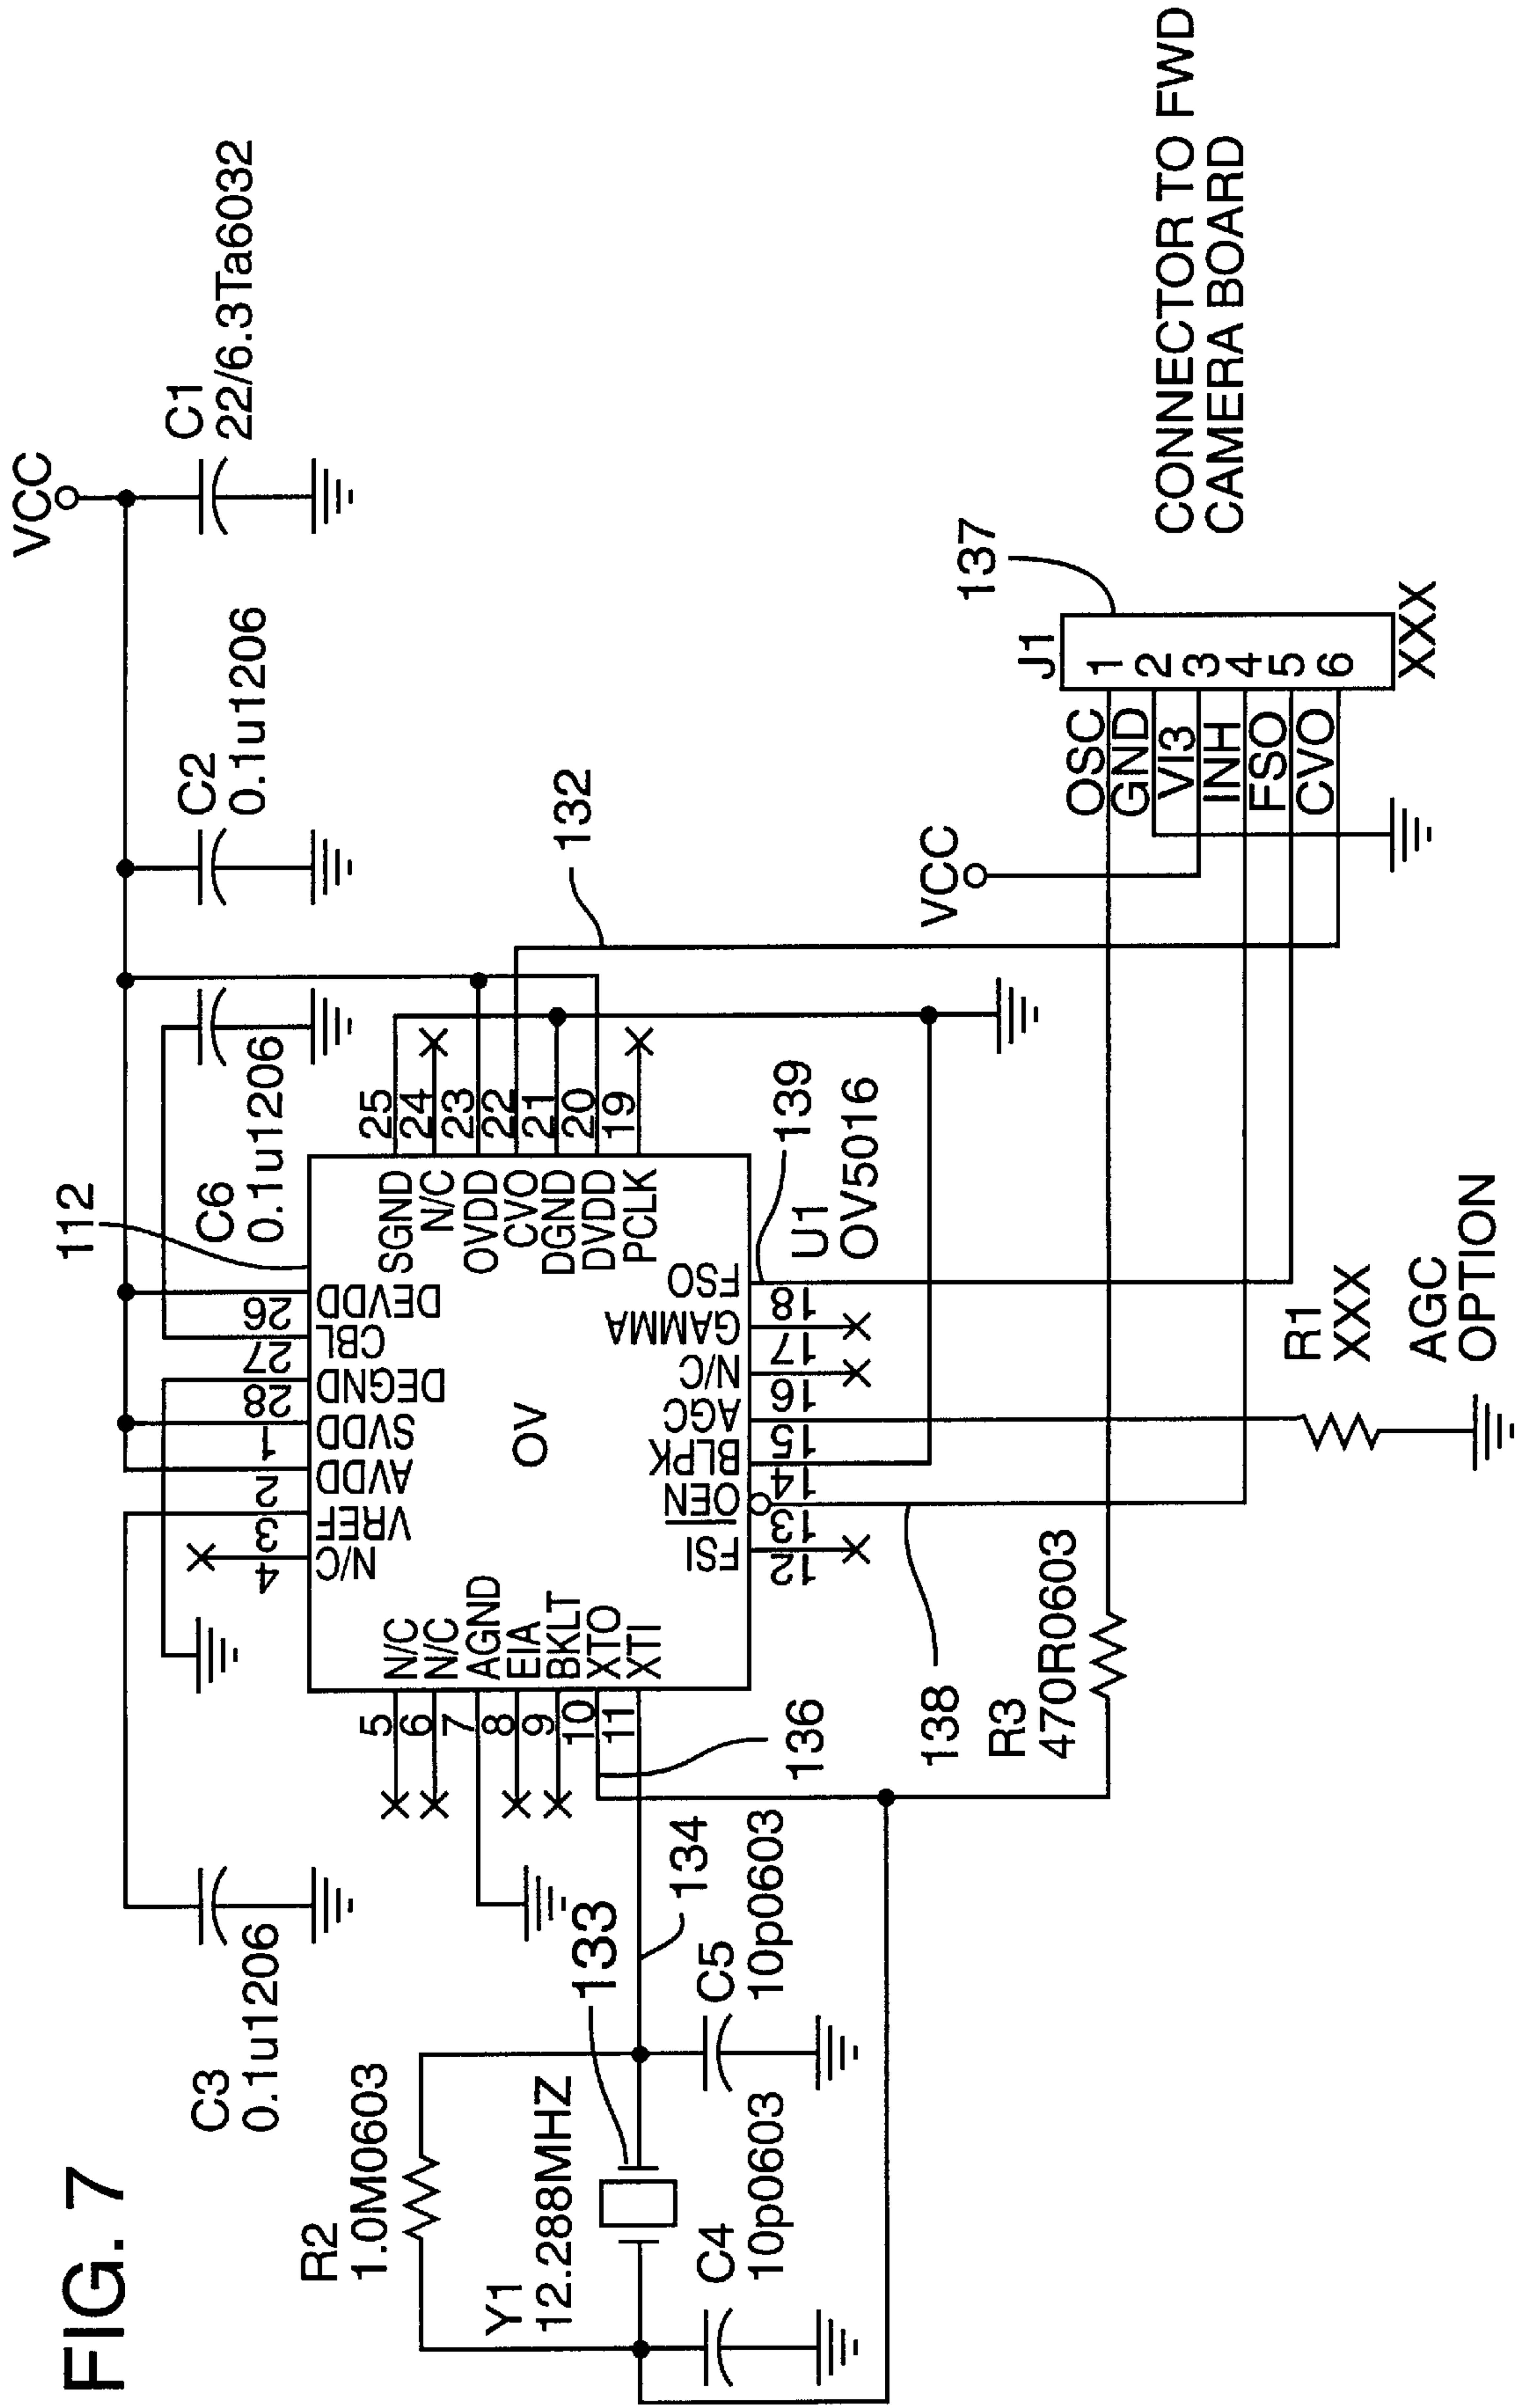 FIG. 7
VCC
C1
22/6.3Ta6032
C2
0.1u1206
C6
0.1u1206
C3
0.1u1206
112
132
R2
1.0M0603
Y1
12.288MHZ
133
134
C4
10p0603
C5
10p0603
136
138
R3
470R0603
4
3
2
1
28
27
26
N/C
VREF
AVDD
SVDD
DEGND
CBL
DEVDD
5
6
7
8
9
10
11
N/C
N/C
AGND
EIA
BKLT
XTO
XTI
OV
SGND
N/C
OVDD
CVO
DGND
DVDD
PCLK
25
24
23
22
21
20
19
FSI
OEN
BLPK
AGC
N/C
GAMMA
FSO
12
13
14
15
16
17
18
U1
OV5016
139
R1
XXX
AGC
OPTION
VCC
OSC
GND
VI3
INH
FSO
CVO
J1
1
2
3
4
5
6
XXX
137
CONNECTOR TO FWD
CAMERA BOARD